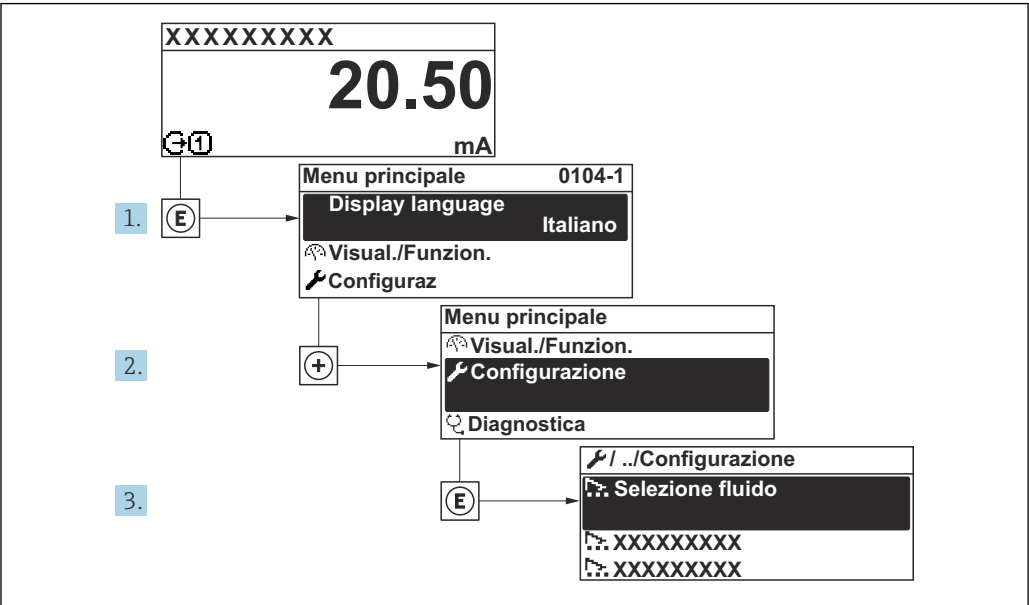 XXXXXXXXX
20.50
mA
1.
E
Menu principale 0104-1
Display language
Italiano
Visual./Funzion.
Configuraz
2.
+
Menu principale
Visual./Funzion.
Configurazione
Diagnostica
3.
E
/ ../Configurazione
Selezione fluido
XXXXXXXXX
XXXXXXXXX